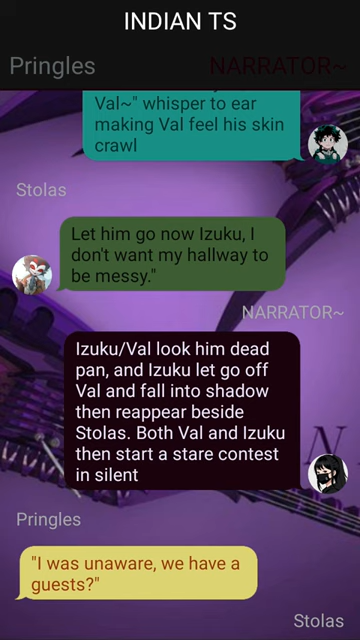 INDIAN TS
Pringles
NARRATOR~
Val~" whisper to ear
making Val feel his skin
crawl
Stolas
Let him go now Izuku, I
don't want my hallway to
be messy."
NARRATOR~
Izuku/Val look him dead
pan, and Izuku let go off
Val and fall into shadow
then reappear beside
Stolas. Both Val and Izuku
then start a stare contest
in silent
N
Pringles
"I was unaware, we have a
guests?"
Stolas